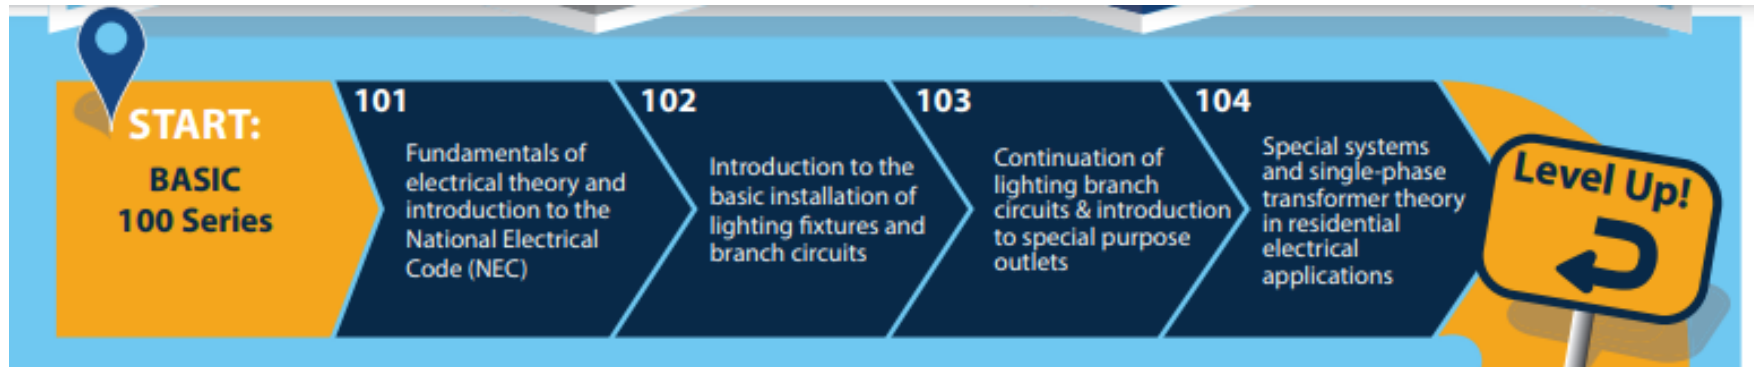 START:
BASIC
100 Series
101
Fundamentals of
electrical theory and
introduction to the
National Electrical
Code (NEC)
102
Introduction to the
basic installation of
lighting fixtures and
branch circuits
103
Continuation of
lighting branch
circuits & introduction
to special purpose
outlets
104
Special systems
and single-phase
transformer theory
in residential
electrical
applications
Level Up!